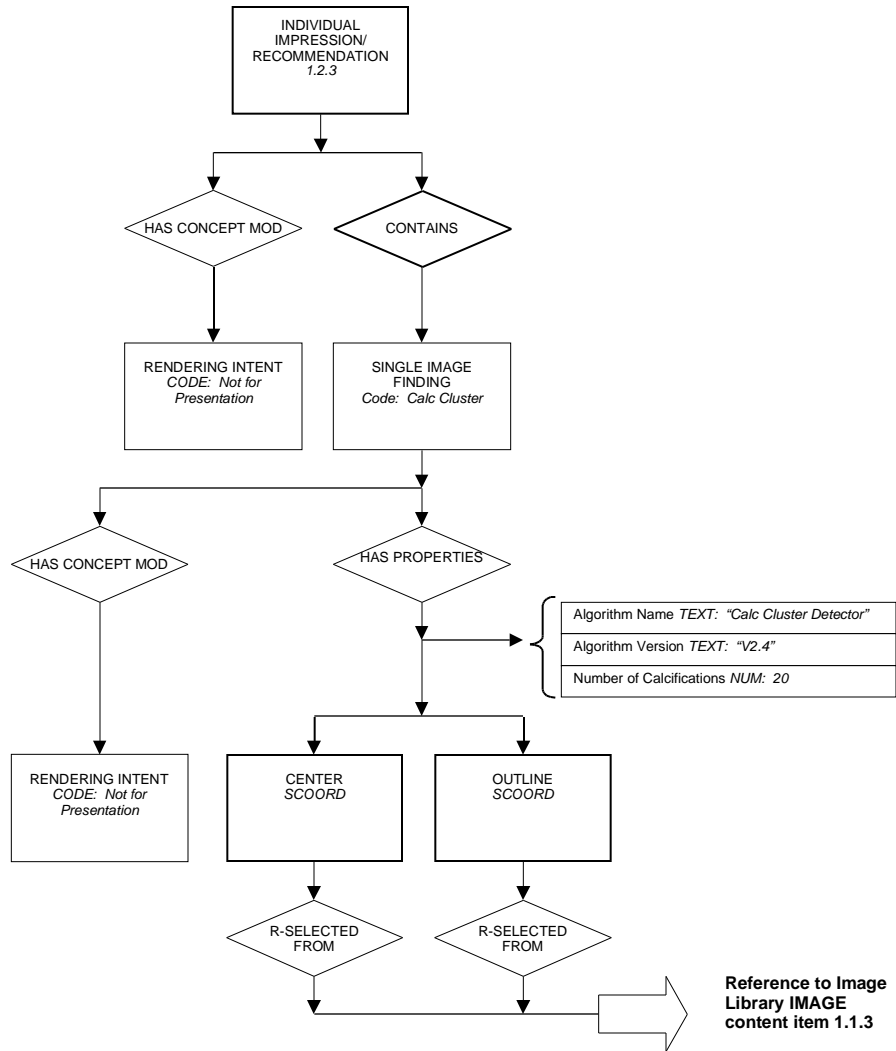 INDIVIDUAL
IMPRESSION/
RECOMMENDATION
1.2.3
HAS CONCEPT MOD
CONTAINS
RENDERING INTENT
CODE: Not for
Presentation
SINGLE IMAGE
FINDING
Code: Calc Cluster
HAS CONCEPT MOD
HAS PROPERTIES
Algorithm Name TEXT: “Calc Cluster Detector”
Algorithm Version TEXT: “V2.4”
Number of Calcifications NUM: 20
RENDERING INTENT
CODE: Not for
Presentation
CENTER
SCOORD
OUTLINE
SCOORD
R-SELECTED
FROM
R-SELECTED
FROM
Reference to Image
Library IMAGE
content item 1.1.3